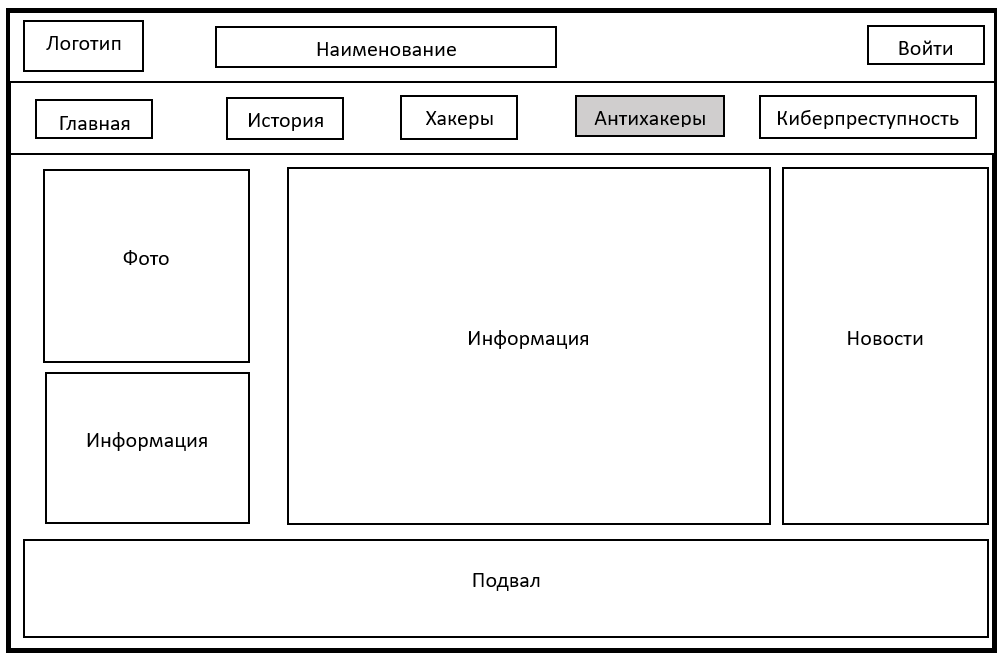 Логотип
Наименование
Войти
Главная
История
Хакеры
Антихакеры
Киберпреступность
Фото
Информация
Информация
Новости
Подвал